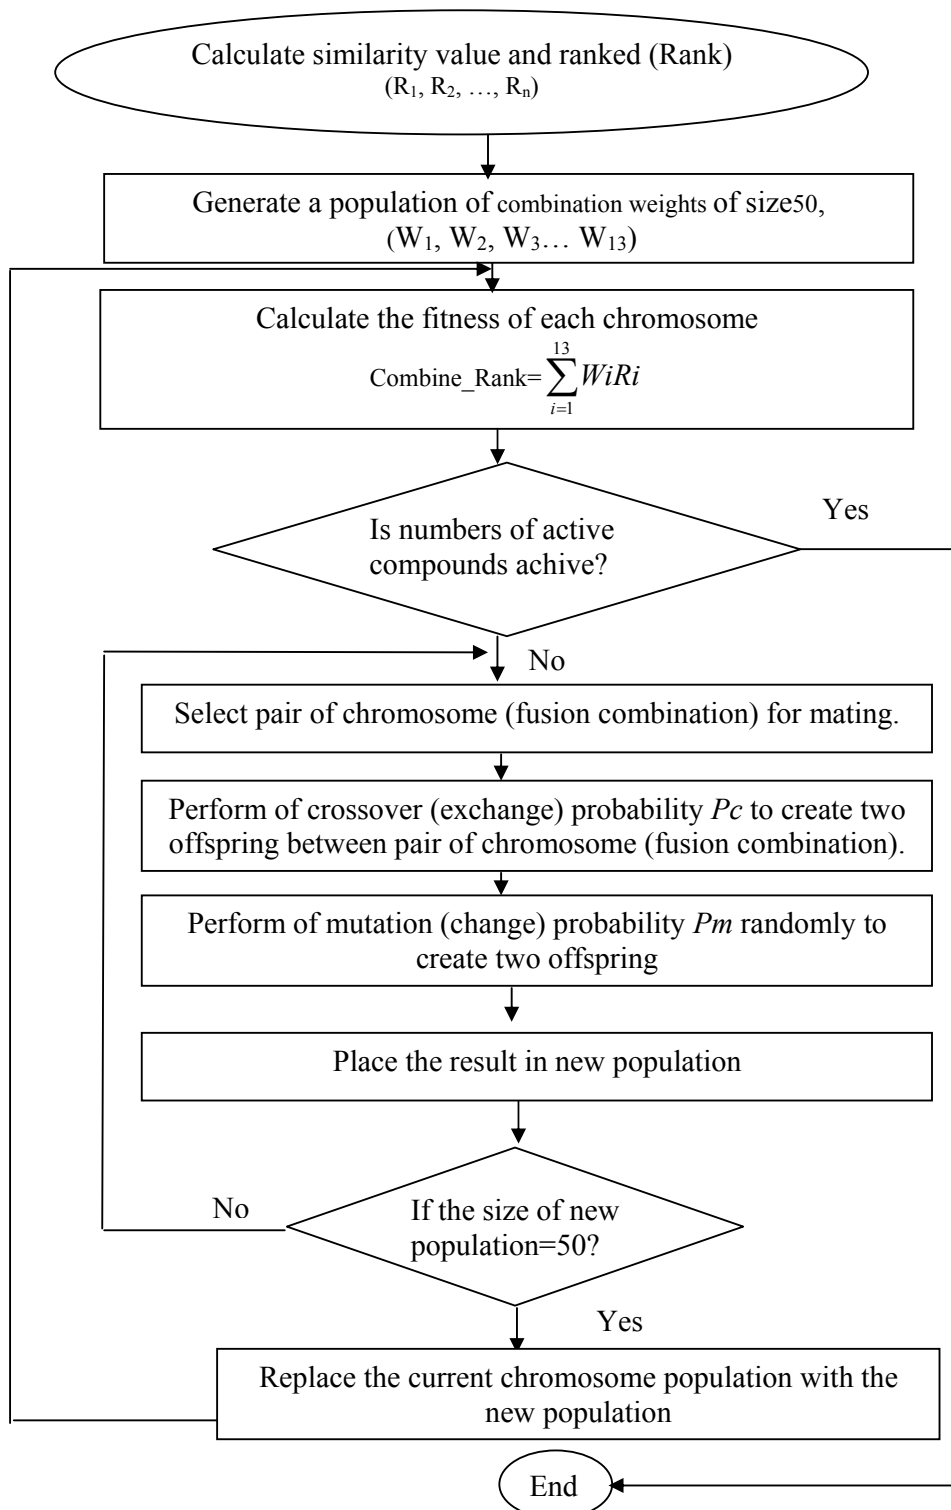 Calculate similarity value and ranked (Rank)
(R₁, R₂, …, Rₙ)
Generate a population of combination weights of size50,
(W₁, W₂, W₃… W₁₃)
Calculate the fitness of each chromosome
13
Combine_Rank=∑WiRi
i=1
Yes
Is numbers of active
compounds achive?
No
Select pair of chromosome (fusion combination) for mating.
Perform of crossover (exchange) probability Pc to create two
offspring between pair of chromosome (fusion combination).
Perform of mutation (change) probability Pm randomly to
create two offspring
Place the result in new population
No
If the size of new
population=50?
Yes
Replace the current chromosome population with the
new population
End